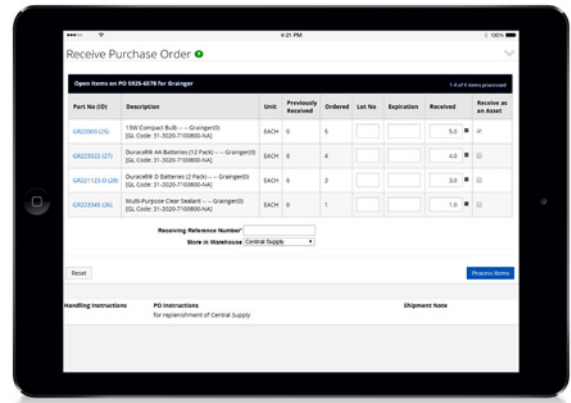 4:21 PM
100%
Receive Purchase Order
Open Items on PO 5925-6578 for Grainger
1-4 of 4 items processed
Part No (ID) Description Unit Previously Received Ordered Lot No Expiration Received Receive as an Asset
GR22000 (25) 13W Compact Bulb -- -- Grainger(0) EACH 0 5 5.0
[GL Code: 31-3020-7100800-NA]
GR223322 (27) Duracell® AA Batteries (12 Pack) -- -- Grainger(0) EACH 0 4 4.0
[GL Code: 31-3020-7100800-NA]
GR221123-D (28) Duracell® D Batteries (2 Pack) -- -- Grainger(0) EACH 0 3 3.0
[GL Code: 31-3020-7100800-NA]
GR223345 (26) Multi-Purpose Clear Sealant -- -- Grainger(0) EACH 0 1 1.0
[GL Code: 31-3020-7100800-NA]
Receiving Reference Number*
Store in Warehouse Central Supply
Reset Process Items
Handling Instructions PO Instructions Shipment Note
for replenishment of Central Supply